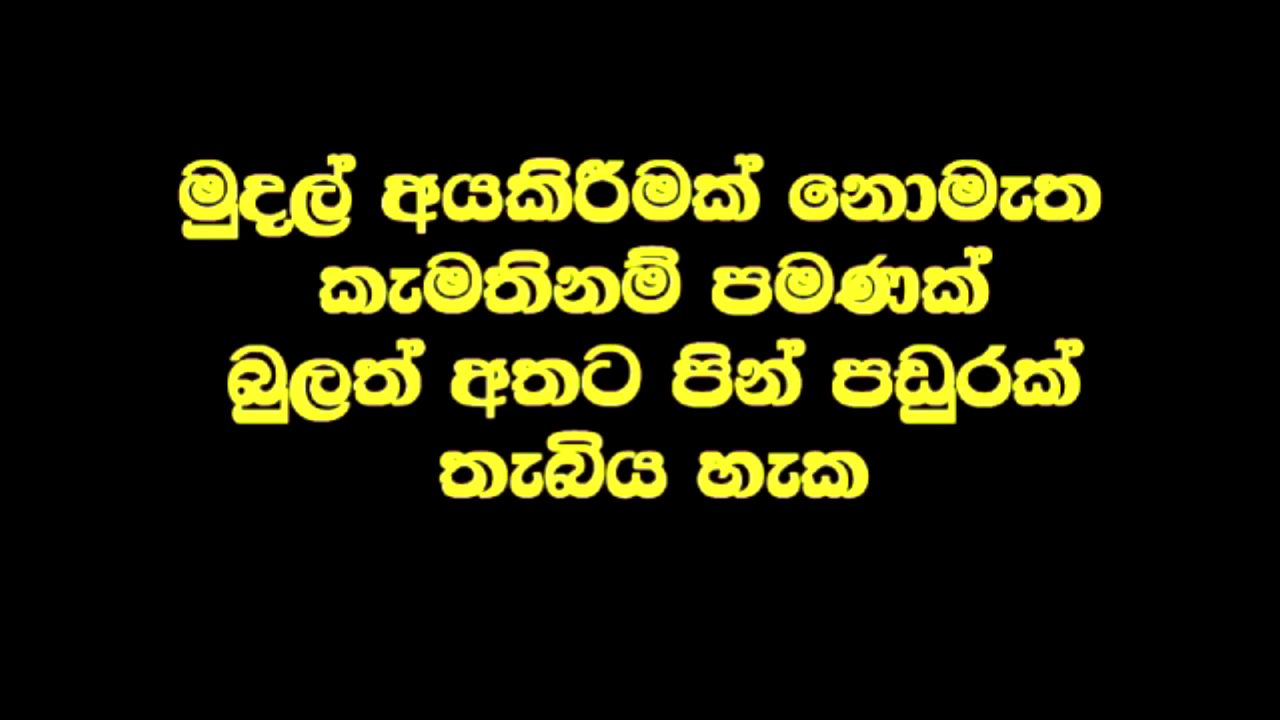 මුදල් අයකිරීමක් නොමැත
කැමතිනම් පමණක්
බුලත් අතට පින් පඩුරක්
තැබිය හැක